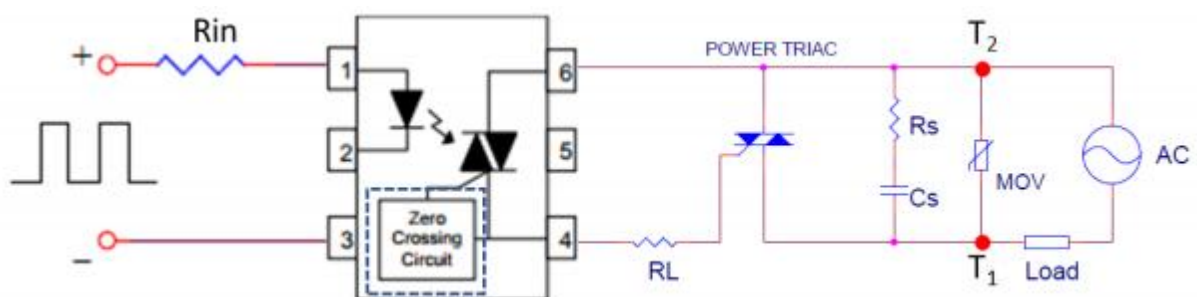 +
Rin
1
2
3
−
Zero
Crossing
Circuit
6
5
4
POWER TRIAC
RL
Rs
Cs
T₂
MOV
T₁
Load
AC